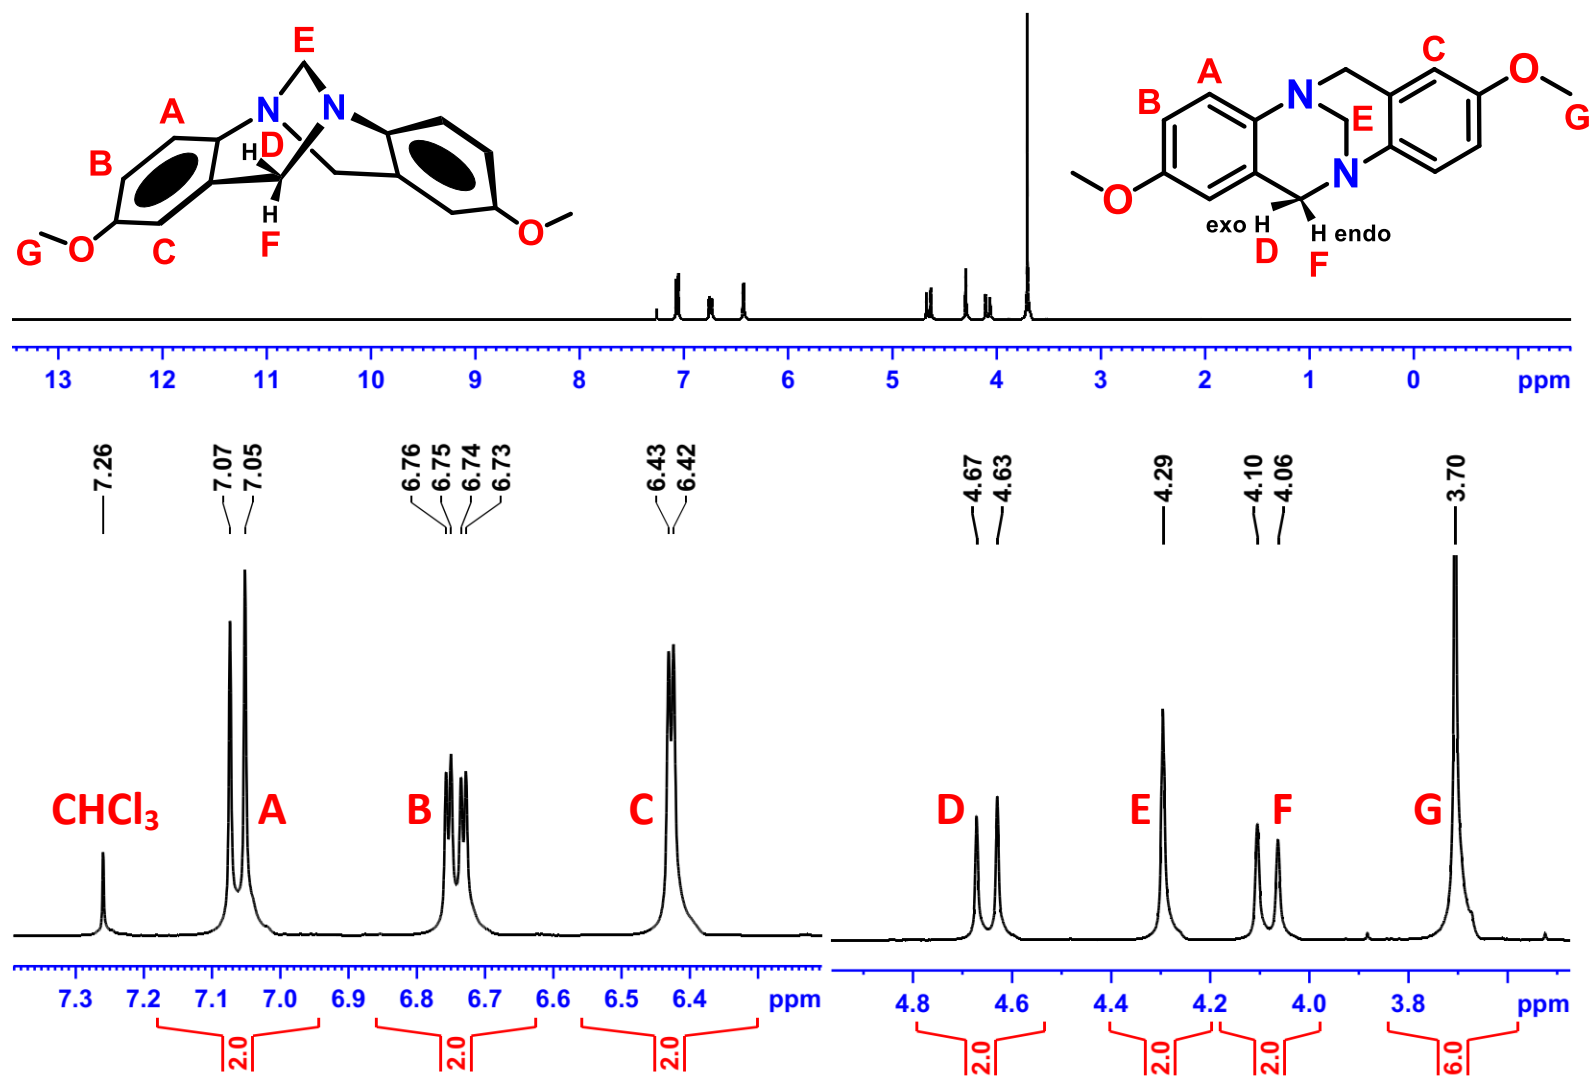 E
N
N
A
H
D
B
H
F
G
O
C
O
A
C
B
N
O
E
G
O
N
exo H
H endo
D
F
13 12 11 10 9 8 7 6 5 4 3 2 1 0 ppm
7.26 7.07 7.05 6.76 6.75 6.74 6.73 6.43 6.42 4.67 4.63 4.29 4.10 4.06 3.70
CHCl3 A B C D E F G
7.3 7.2 7.1 7.0 6.9 6.8 6.7 6.6 6.5 6.4 ppm
4.8 4.6 4.4 4.2 4.0 3.8 ppm
2.0 2.0 2.0 2.0 2.0 2.0 6.0